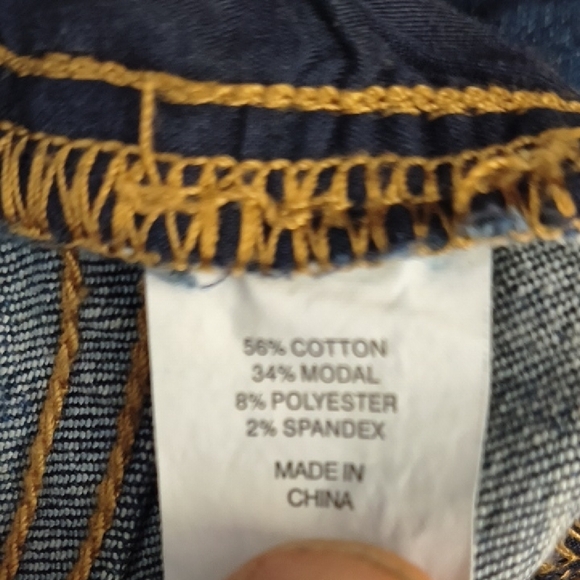 56% COTTON
34% MODAL
8% POLYESTER
2% SPANDEX
MADE IN
CHINA